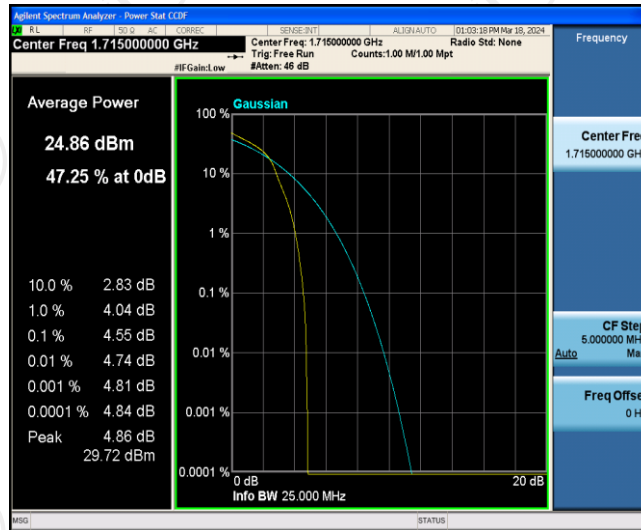 Agilent Spectrum Analyzer - Power Stat CCDF
RL RF 50 Ω AC CORREC SENSE:INT ALIGN AUTO 01:03:18 PM Mar 18, 2024
Center Freq 1.715000000 GHz
Center Freq: 1.715000000 GHz Radio Std: None
Trig: Free Run Counts:1.00 M/1.00 Mpt
#IFGain:Low #Atten: 46 dB
Frequency
Average Power
24.86 dBm
47.25 % at 0dB
10.0 % 2.83 dB
1.0 % 4.04 dB
0.1 % 4.55 dB
0.01 % 4.74 dB
0.001 % 4.81 dB
0.0001 % 4.84 dB
Peak 4.86 dB
29.72 dBm
Gaussian
100 %
10 %
1 %
0.1 %
0.01 %
0.001 %
0.0001 %
0 dB 20 dB
Info BW 25.000 MHz
Center Fre
1.715000000 GH
CF Step
5.000000 MH
Auto Ma
Freq Offse
0 H
MSG STATUS